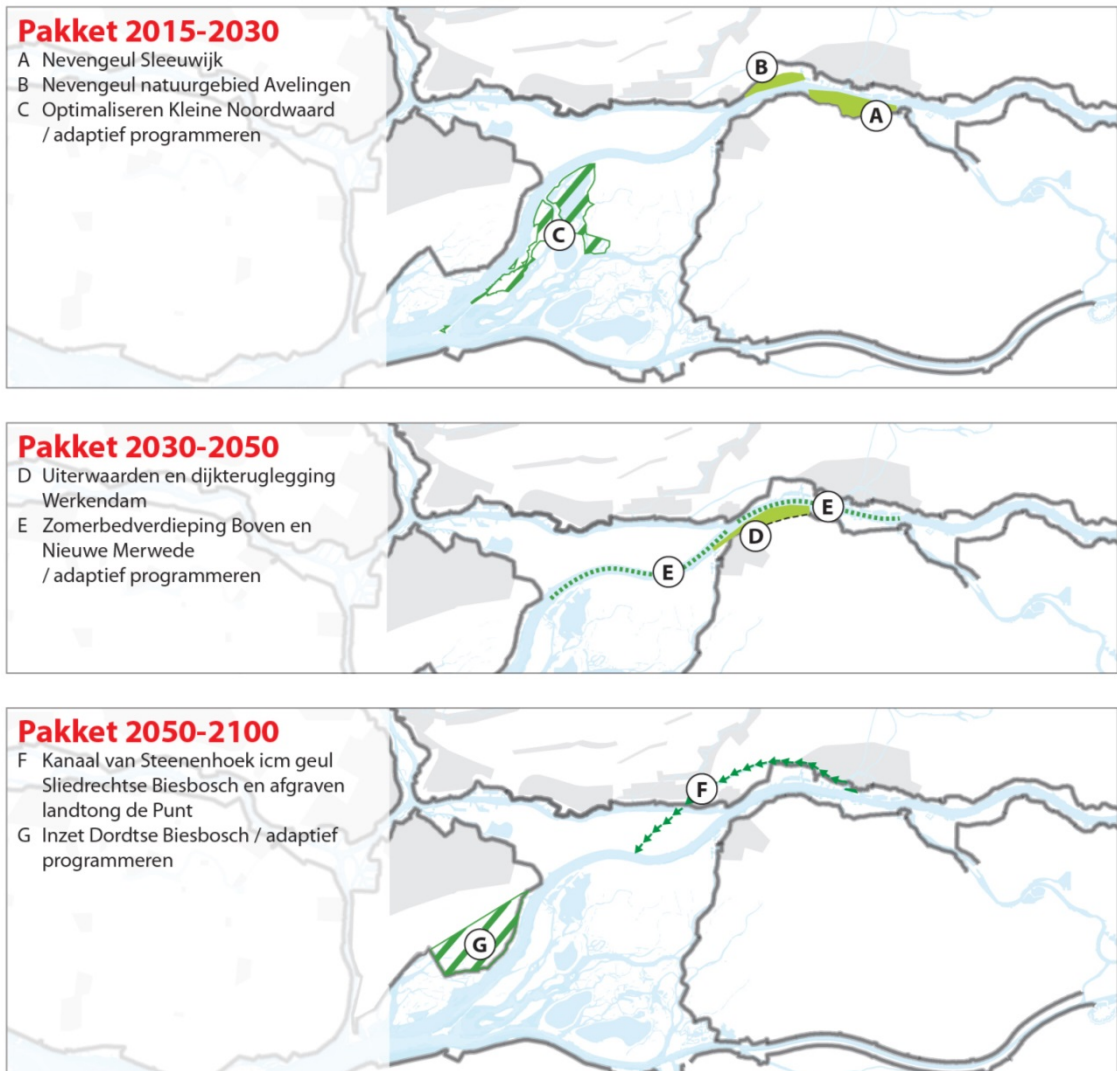 Pakket 2015-2030
A Nevengeul Sleeuwijk
B Nevengeul natuurgebied Avelingen
C Optimaliseren Kleine Noordwaard
/ adaptief programmeren
B
A
C
Pakket 2030-2050
D Uiterwaarden en dijkteruglegging
Werkendam
E Zomerbedverdieping Boven en
Nieuwe Merwede
/ adaptief programmeren
E
D
E
Pakket 2050-2100
F Kanaal van Steenenhoek icm geul
Sliedrechtse Biesbosch en afgraven
landtong de Punt
G Inzet Dordtse Biesbosch / adaptief
programmeren
F
G